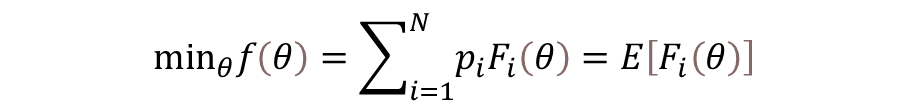 min_θ f(θ) = ∑_{i=1}^{N} p_i F_i(θ) = E[F_i(θ)]